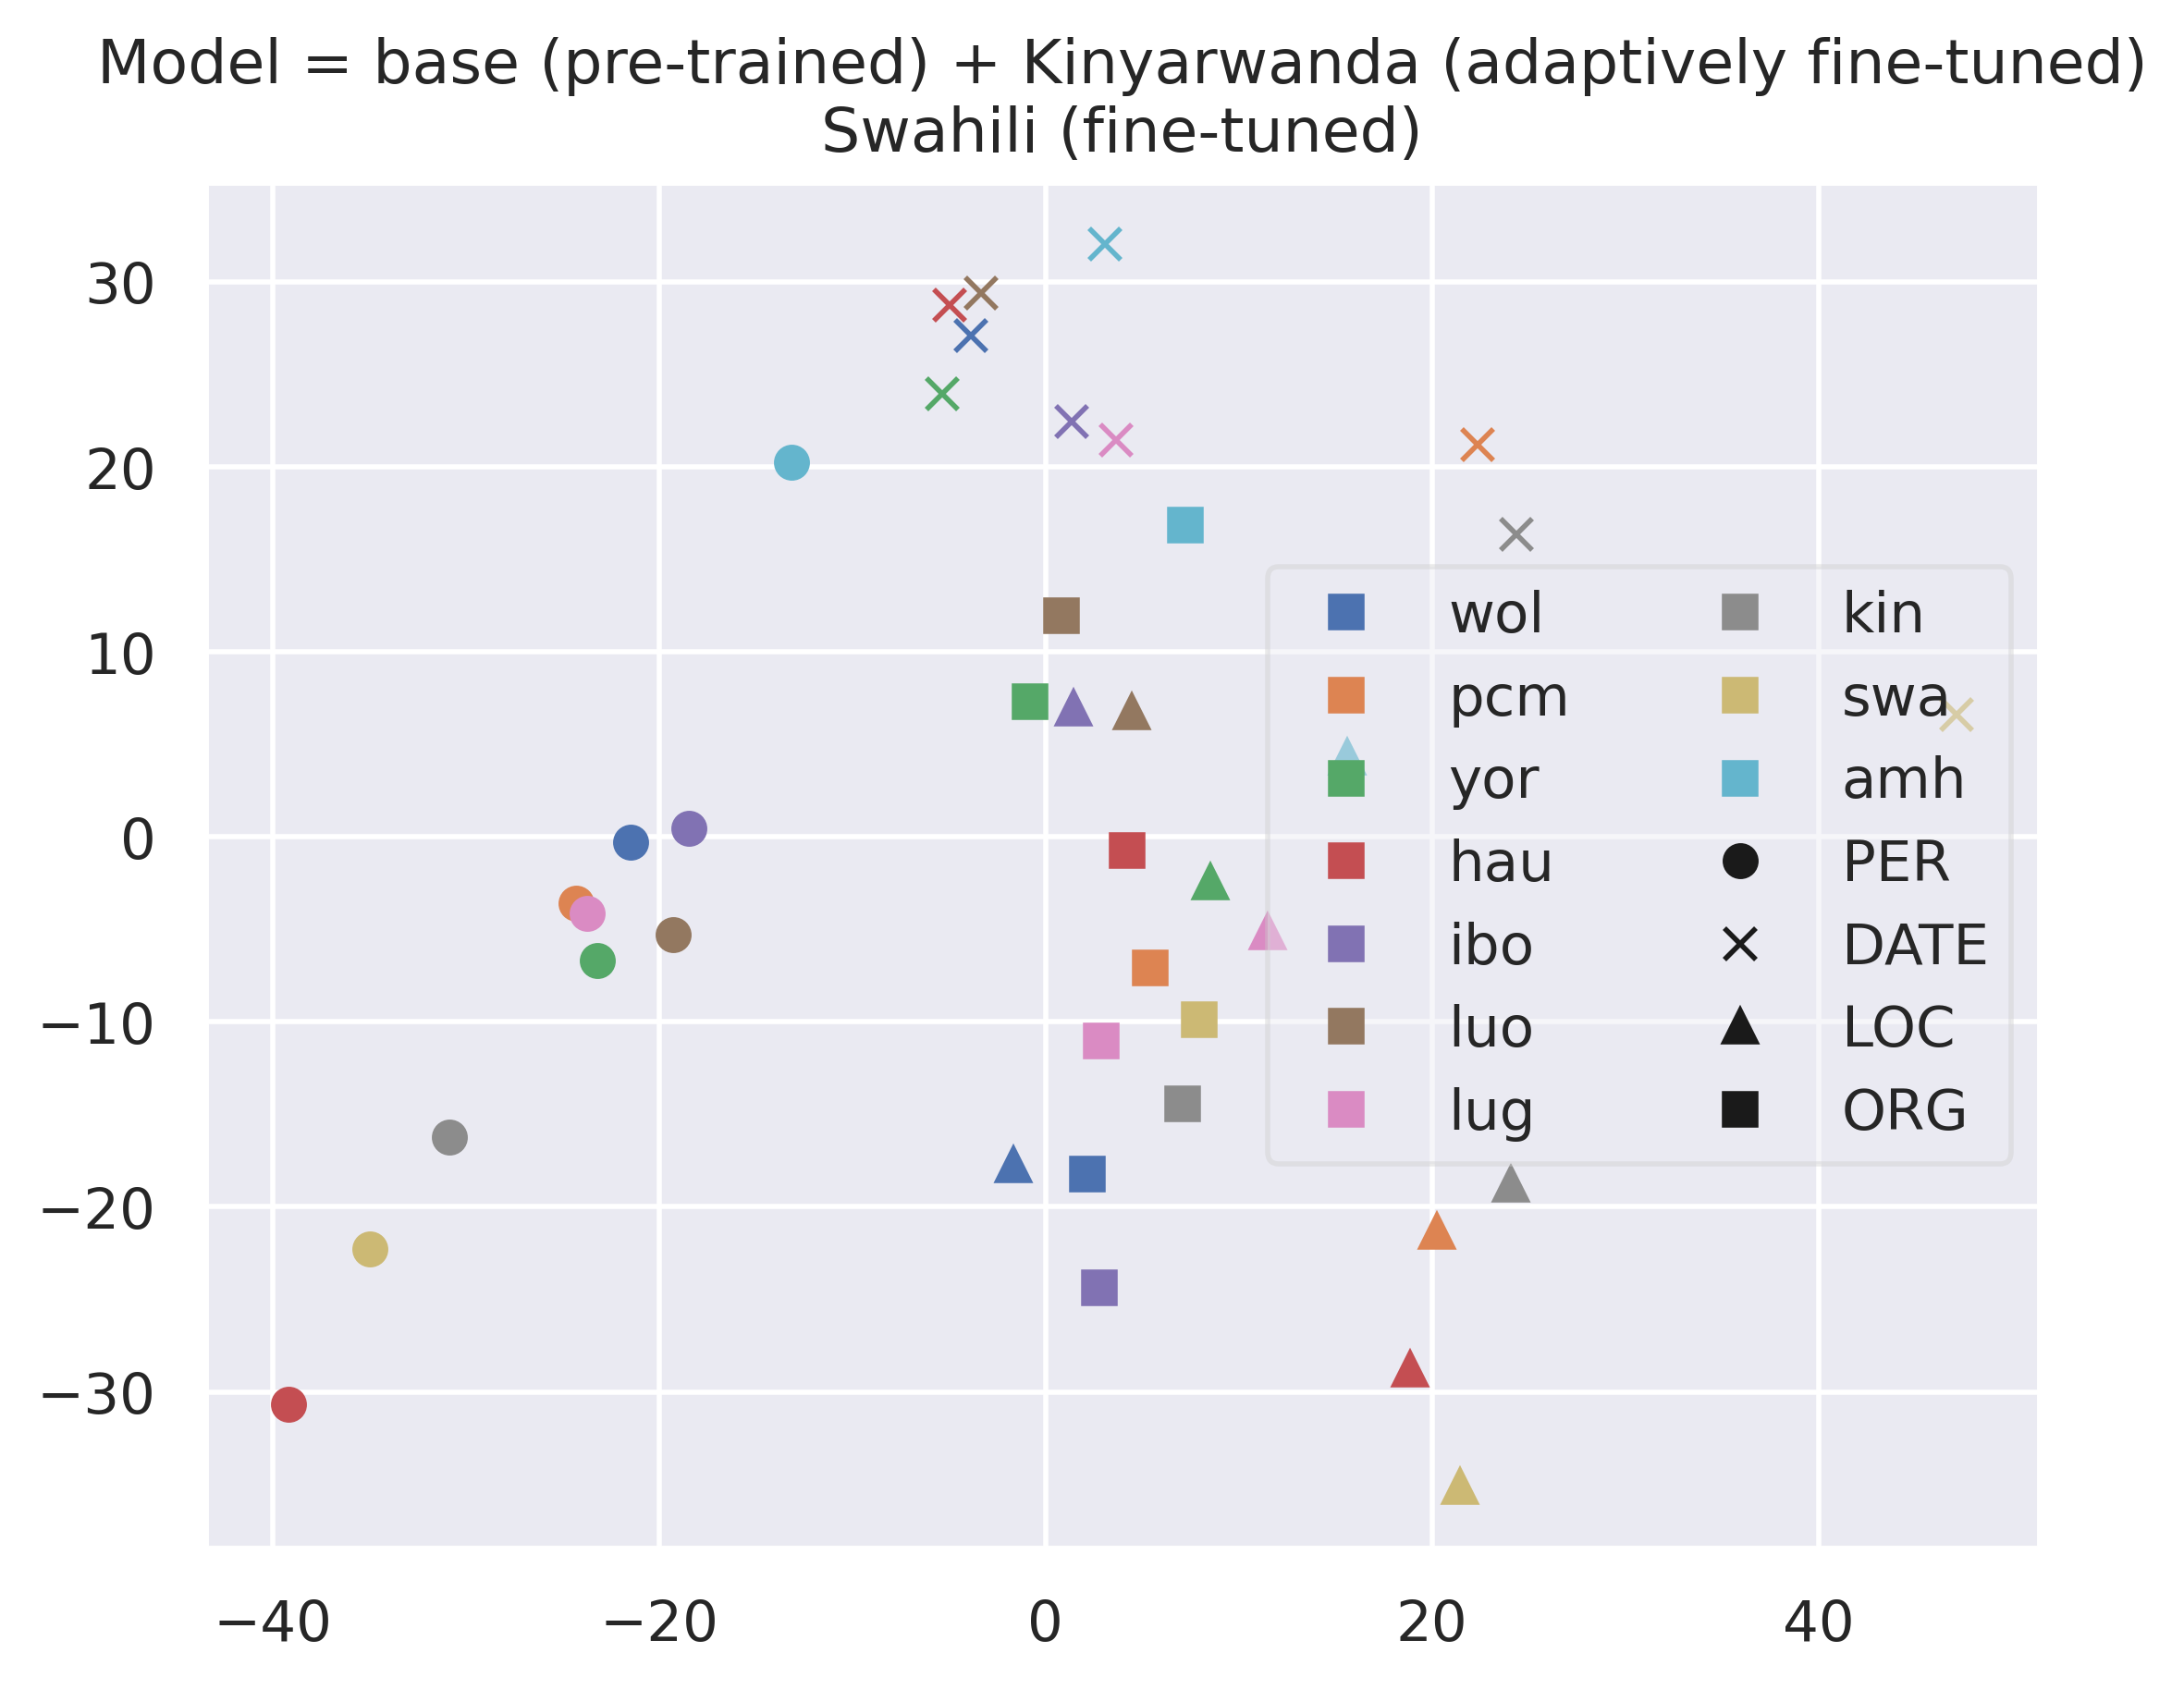 Model = base (pre-trained) + Kinyarwanda (adaptively fine-tuned)
Swahili (fine-tuned)
30
20
10
0
−10
−20
−30
−40
−20
0
20
40
wol
pcm
yor
hau
ibo
luo
lug
kin
swa
amh
PER
DATE
LOC
ORG